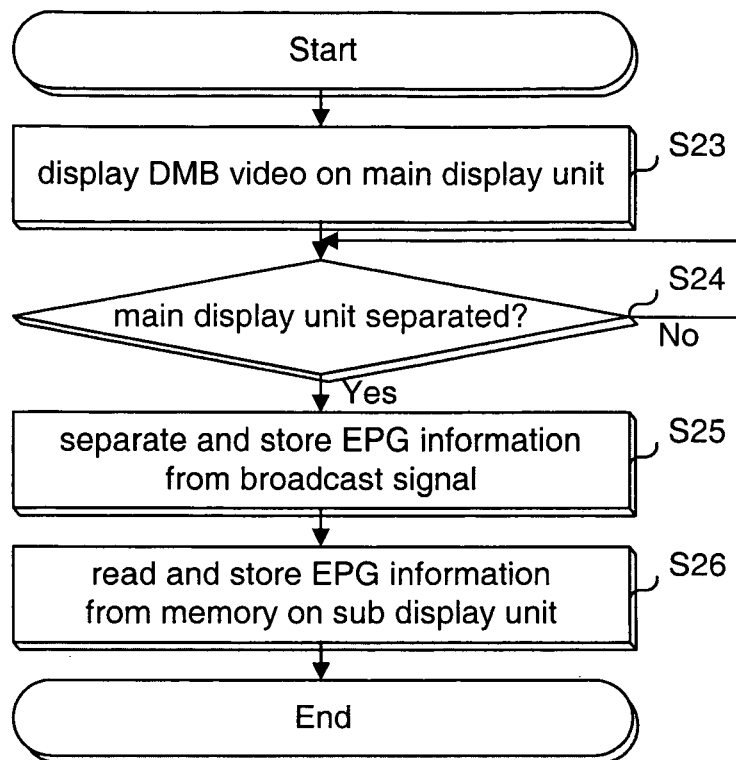 Start
display DMB video on main display unit
S23
main display unit separated?
S24
No
Yes
separate and store EPG information
from broadcast signal
S25
read and store EPG information
from memory on sub display unit
S26
End